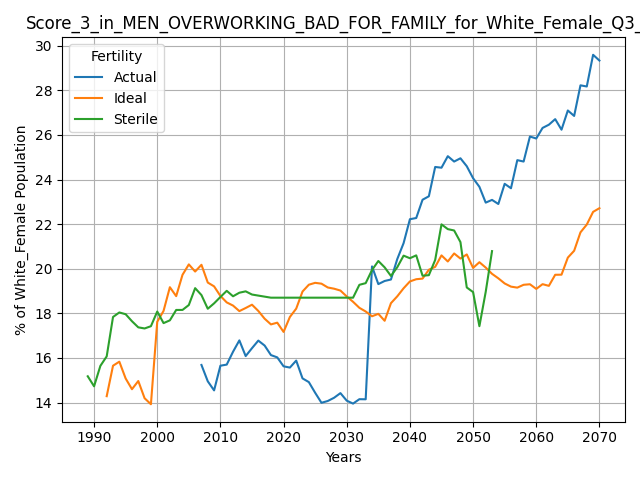 Score_3_in_MEN_OVERWORKING_BAD_FOR_FAMILY_for_White_Female_Q3_
Fertility
Actual
Ideal
Sterile
% of White_Female Population
30
28
26
24
22
20
18
16
14
1990 2000 2010 2020 2030 2040 2050 2060 2070
Years